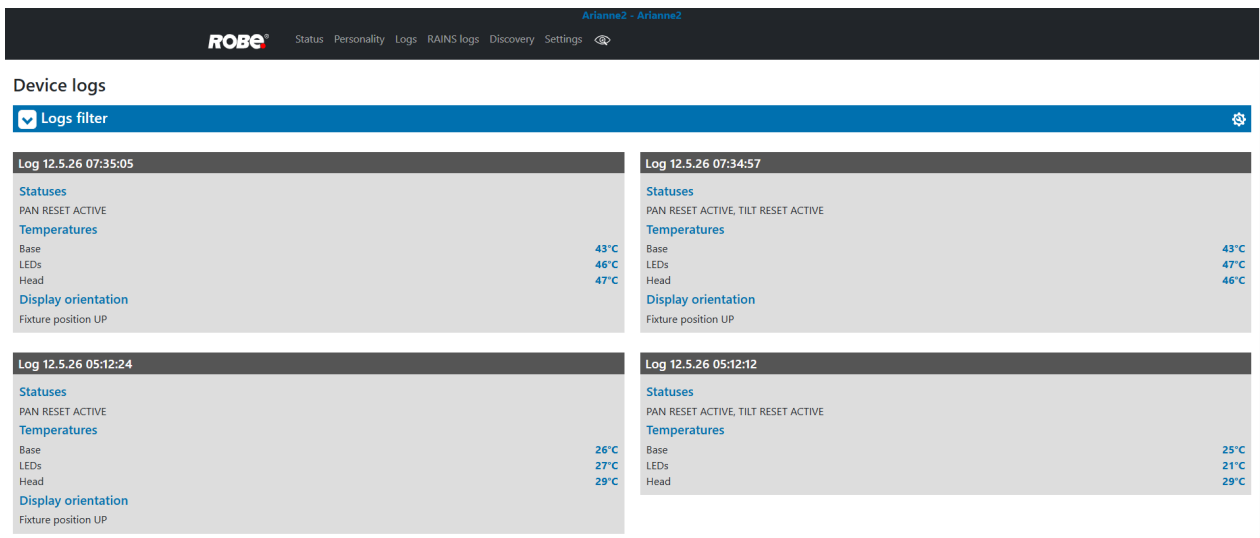 Arianne2 - Arianne2
ROBE® Status Personality Logs RAINS logs Discovery Settings
Device logs
Logs filter
Log 12.5.26 07:35:05
Statuses
PAN RESET ACTIVE
Temperatures
Base 43°C
LEDs 46°C
Head 47°C
Display orientation
Fixture position UP
Log 12.5.26 07:34:57
Statuses
PAN RESET ACTIVE, TILT RESET ACTIVE
Temperatures
Base 43°C
LEDs 47°C
Head 46°C
Display orientation
Fixture position UP
Log 12.5.26 05:12:24
Statuses
PAN RESET ACTIVE
Temperatures
Base 26°C
LEDs 27°C
Head 29°C
Display orientation
Fixture position UP
Log 12.5.26 05:12:12
Statuses
PAN RESET ACTIVE, TILT RESET ACTIVE
Temperatures
Base 25°C
LEDs 21°C
Head 29°C